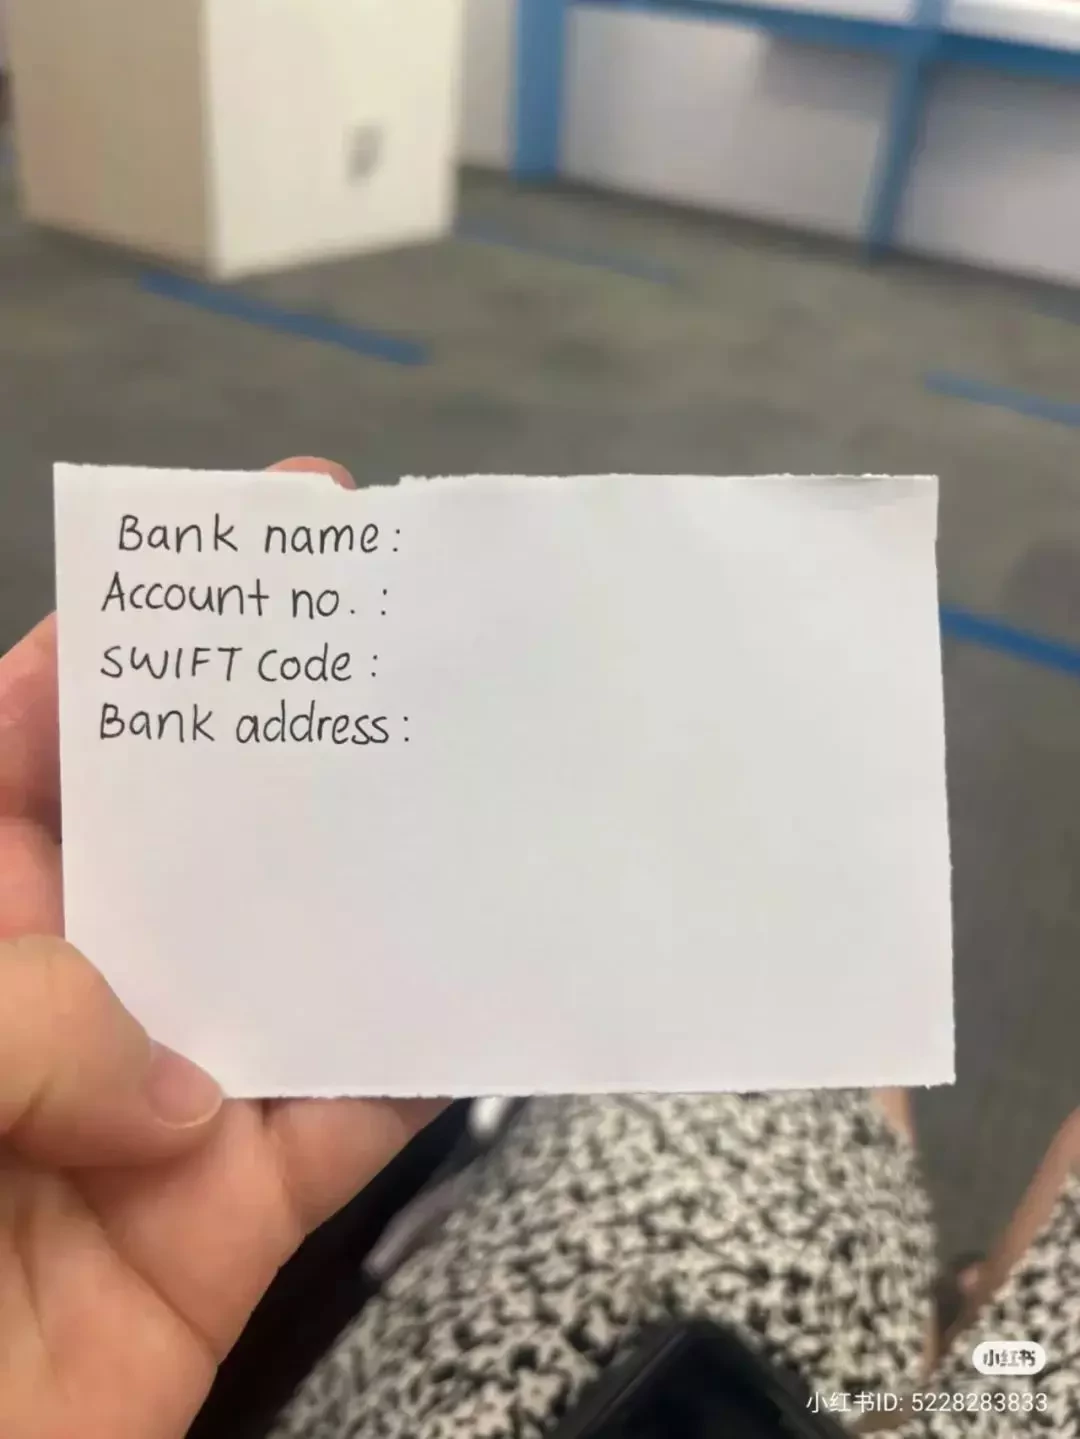 Bank name:
Account no. :
SWIFT Code :
Bank address:
小红书
小红书ID: 5228283833